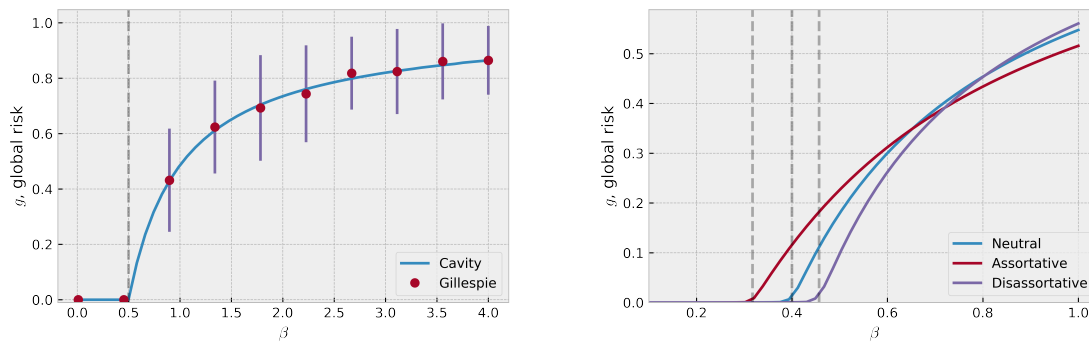 1.0
0.8
0.6
0.4
0.2
0.0
g, global risk
0.0 0.5 1.0 1.5 2.0 2.5 3.0 3.5 4.0
β
Cavity
Gillespie
0.5
0.4
0.3
0.2
0.1
0.0
g, global risk
0.2 0.4 0.6 0.8 1.0
β
Neutral
Assortative
Disassortative